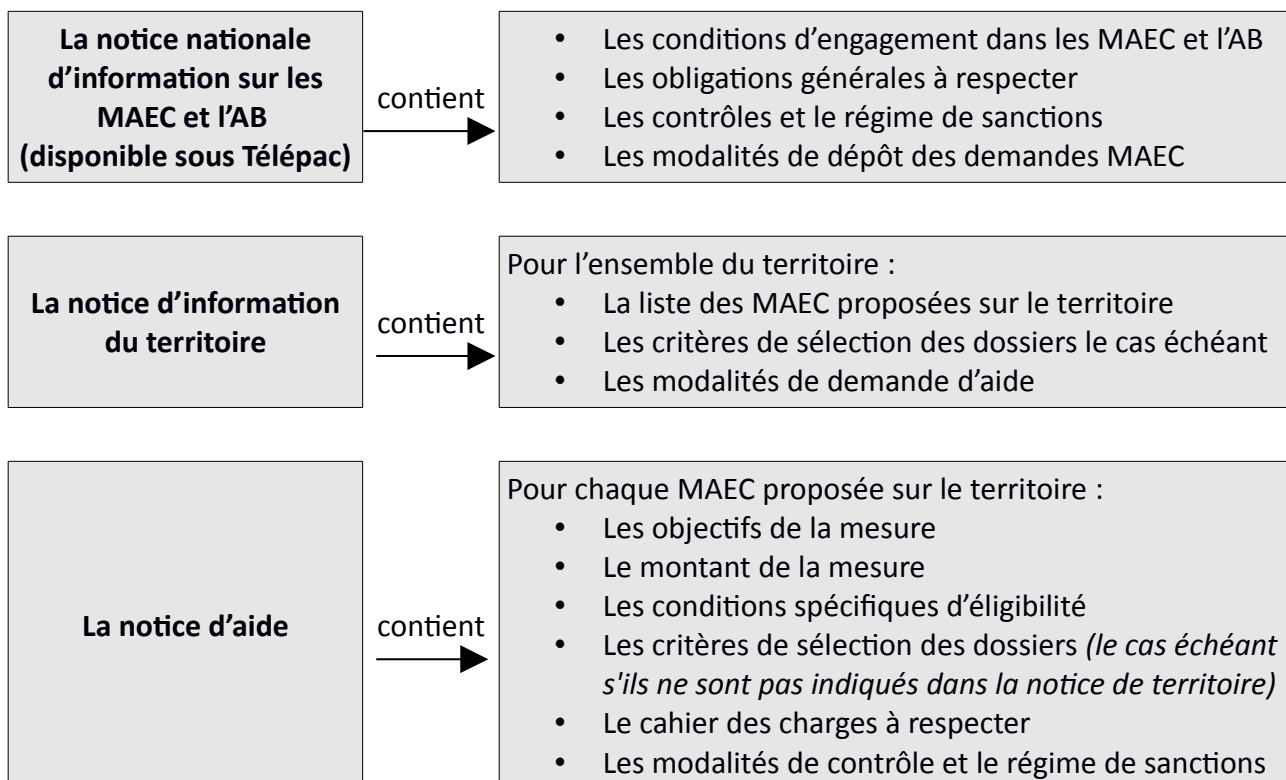 La notice nationale
d’information sur les
MAEC et l’AB
(disponible sous Télépac)
contient
• Les conditions d’engagement dans les MAEC et l’AB
• Les obligations générales à respecter
• Les contrôles et le régime de sanctions
• Les modalités de dépôt des demandes MAEC
La notice d’information
du territoire
contient
Pour l’ensemble du territoire :
• La liste des MAEC proposées sur le territoire
• Les critères de sélection des dossiers le cas échéant
• Les modalités de demande d’aide
La notice d’aide
contient
Pour chaque MAEC proposée sur le territoire :
• Les objectifs de la mesure
• Le montant de la mesure
• Les conditions spécifiques d’éligibilité
• Les critères de sélection des dossiers (le cas échéant
s'ils ne sont pas indiqués dans la notice de territoire)
• Le cahier des charges à respecter
• Les modalités de contrôle et le régime de sanctions